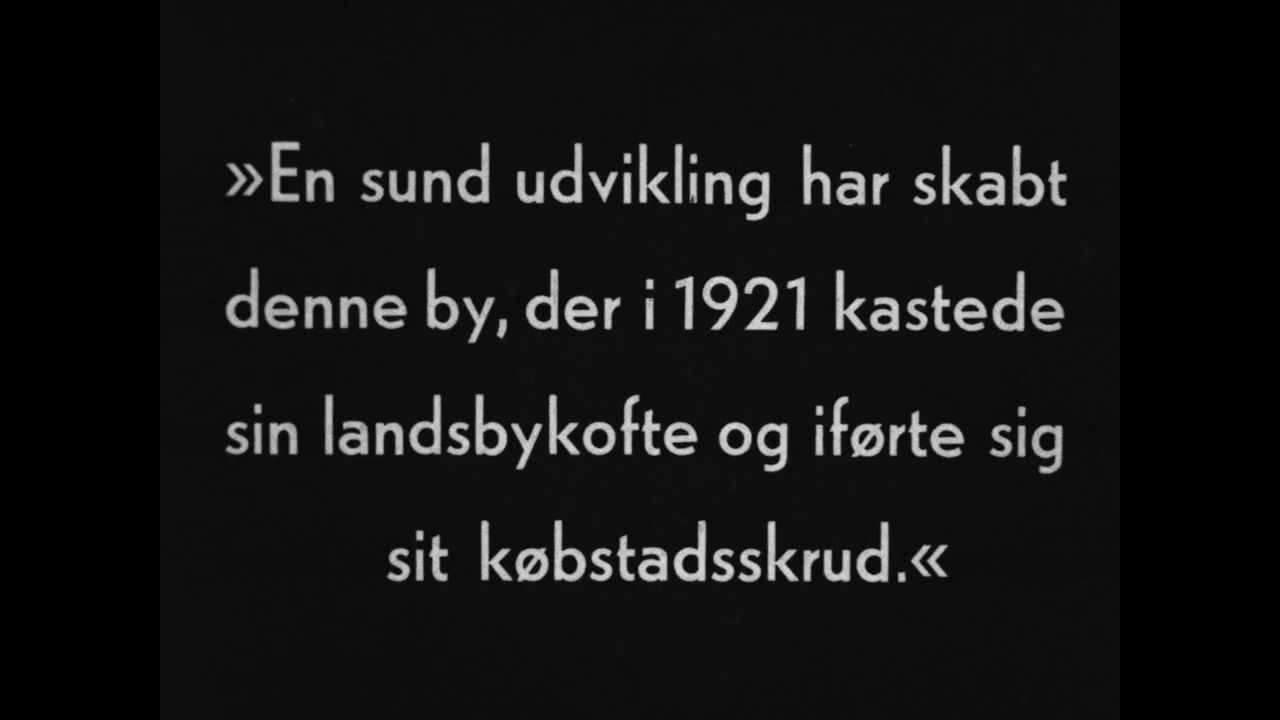 »En sund udvikling har skabt
denne by, der i 1921 kastede
sin landsbykofte og iførte sig
sit købstadsskrud.«